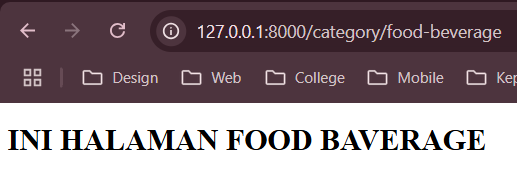 127.0.0.1:8000/category/food-beverage
Design Web College Mobile Kep
INI HALAMAN FOOD BAVERAGE